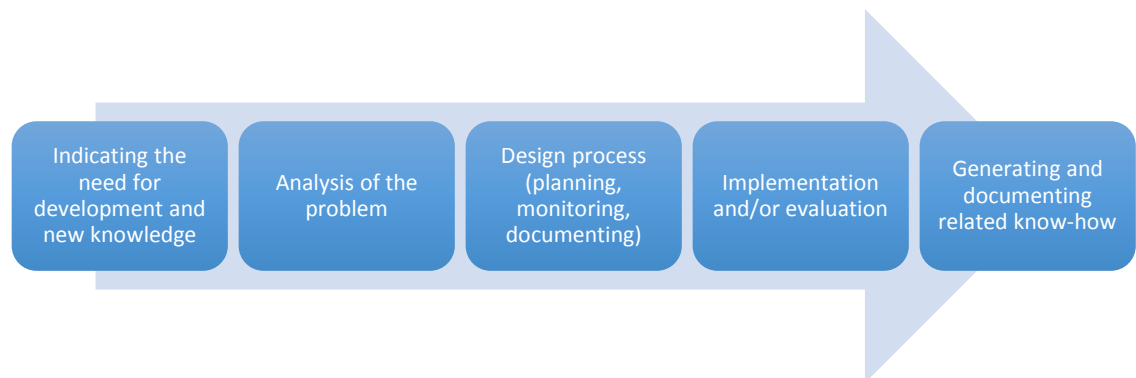 Indicating the
need for
development and
new knowledge
Analysis of the
problem
Design process
(planning,
monitoring,
documenting)
Implementation
and/or evaluation
Generating and
documenting
related know-how